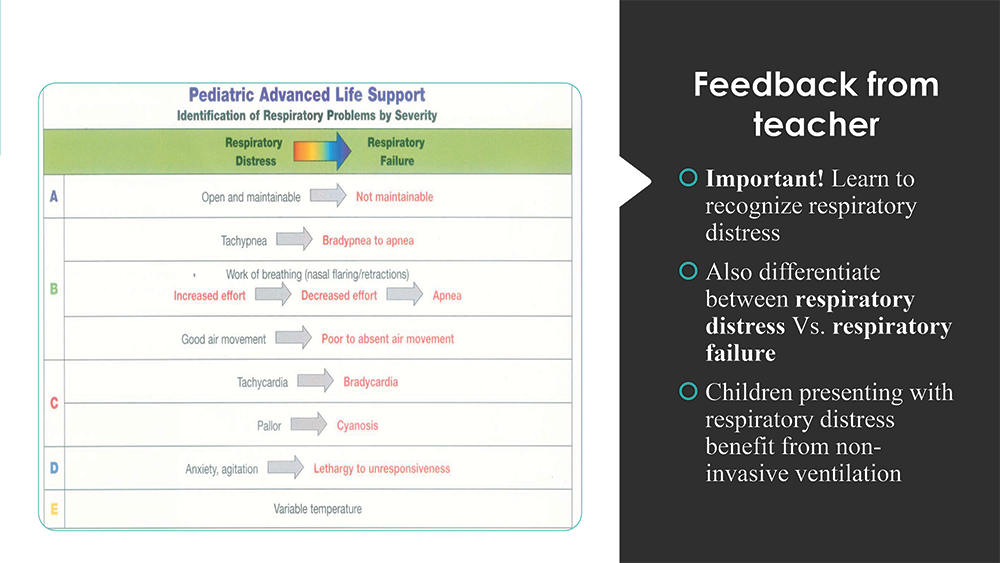 Pediatric Advanced Life Support
Identification of Respiratory Problems by Severity
Respiratory Distress
Respiratory Failure
A
Open and maintainable
Not maintainable
B
Tachypnea
Bradypnea to apnea
Work of breathing (nasal flaring/retractions)
Increased effort
Decreased effort
Apnea
Good air movement
Poor to absent air movement
C
Tachycardia
Bradycardia
Pallor
Cyanosis
D
Anxiety, agitation
Lethargy to unresponsiveness
E
Variable temperature
Feedback from
teacher
Important! Learn to
recognize respiratory
distress
Also differentiate
between respiratory
distress Vs. respiratory
failure
Children presenting with
respiratory distress
benefit from non-
invasive ventilation